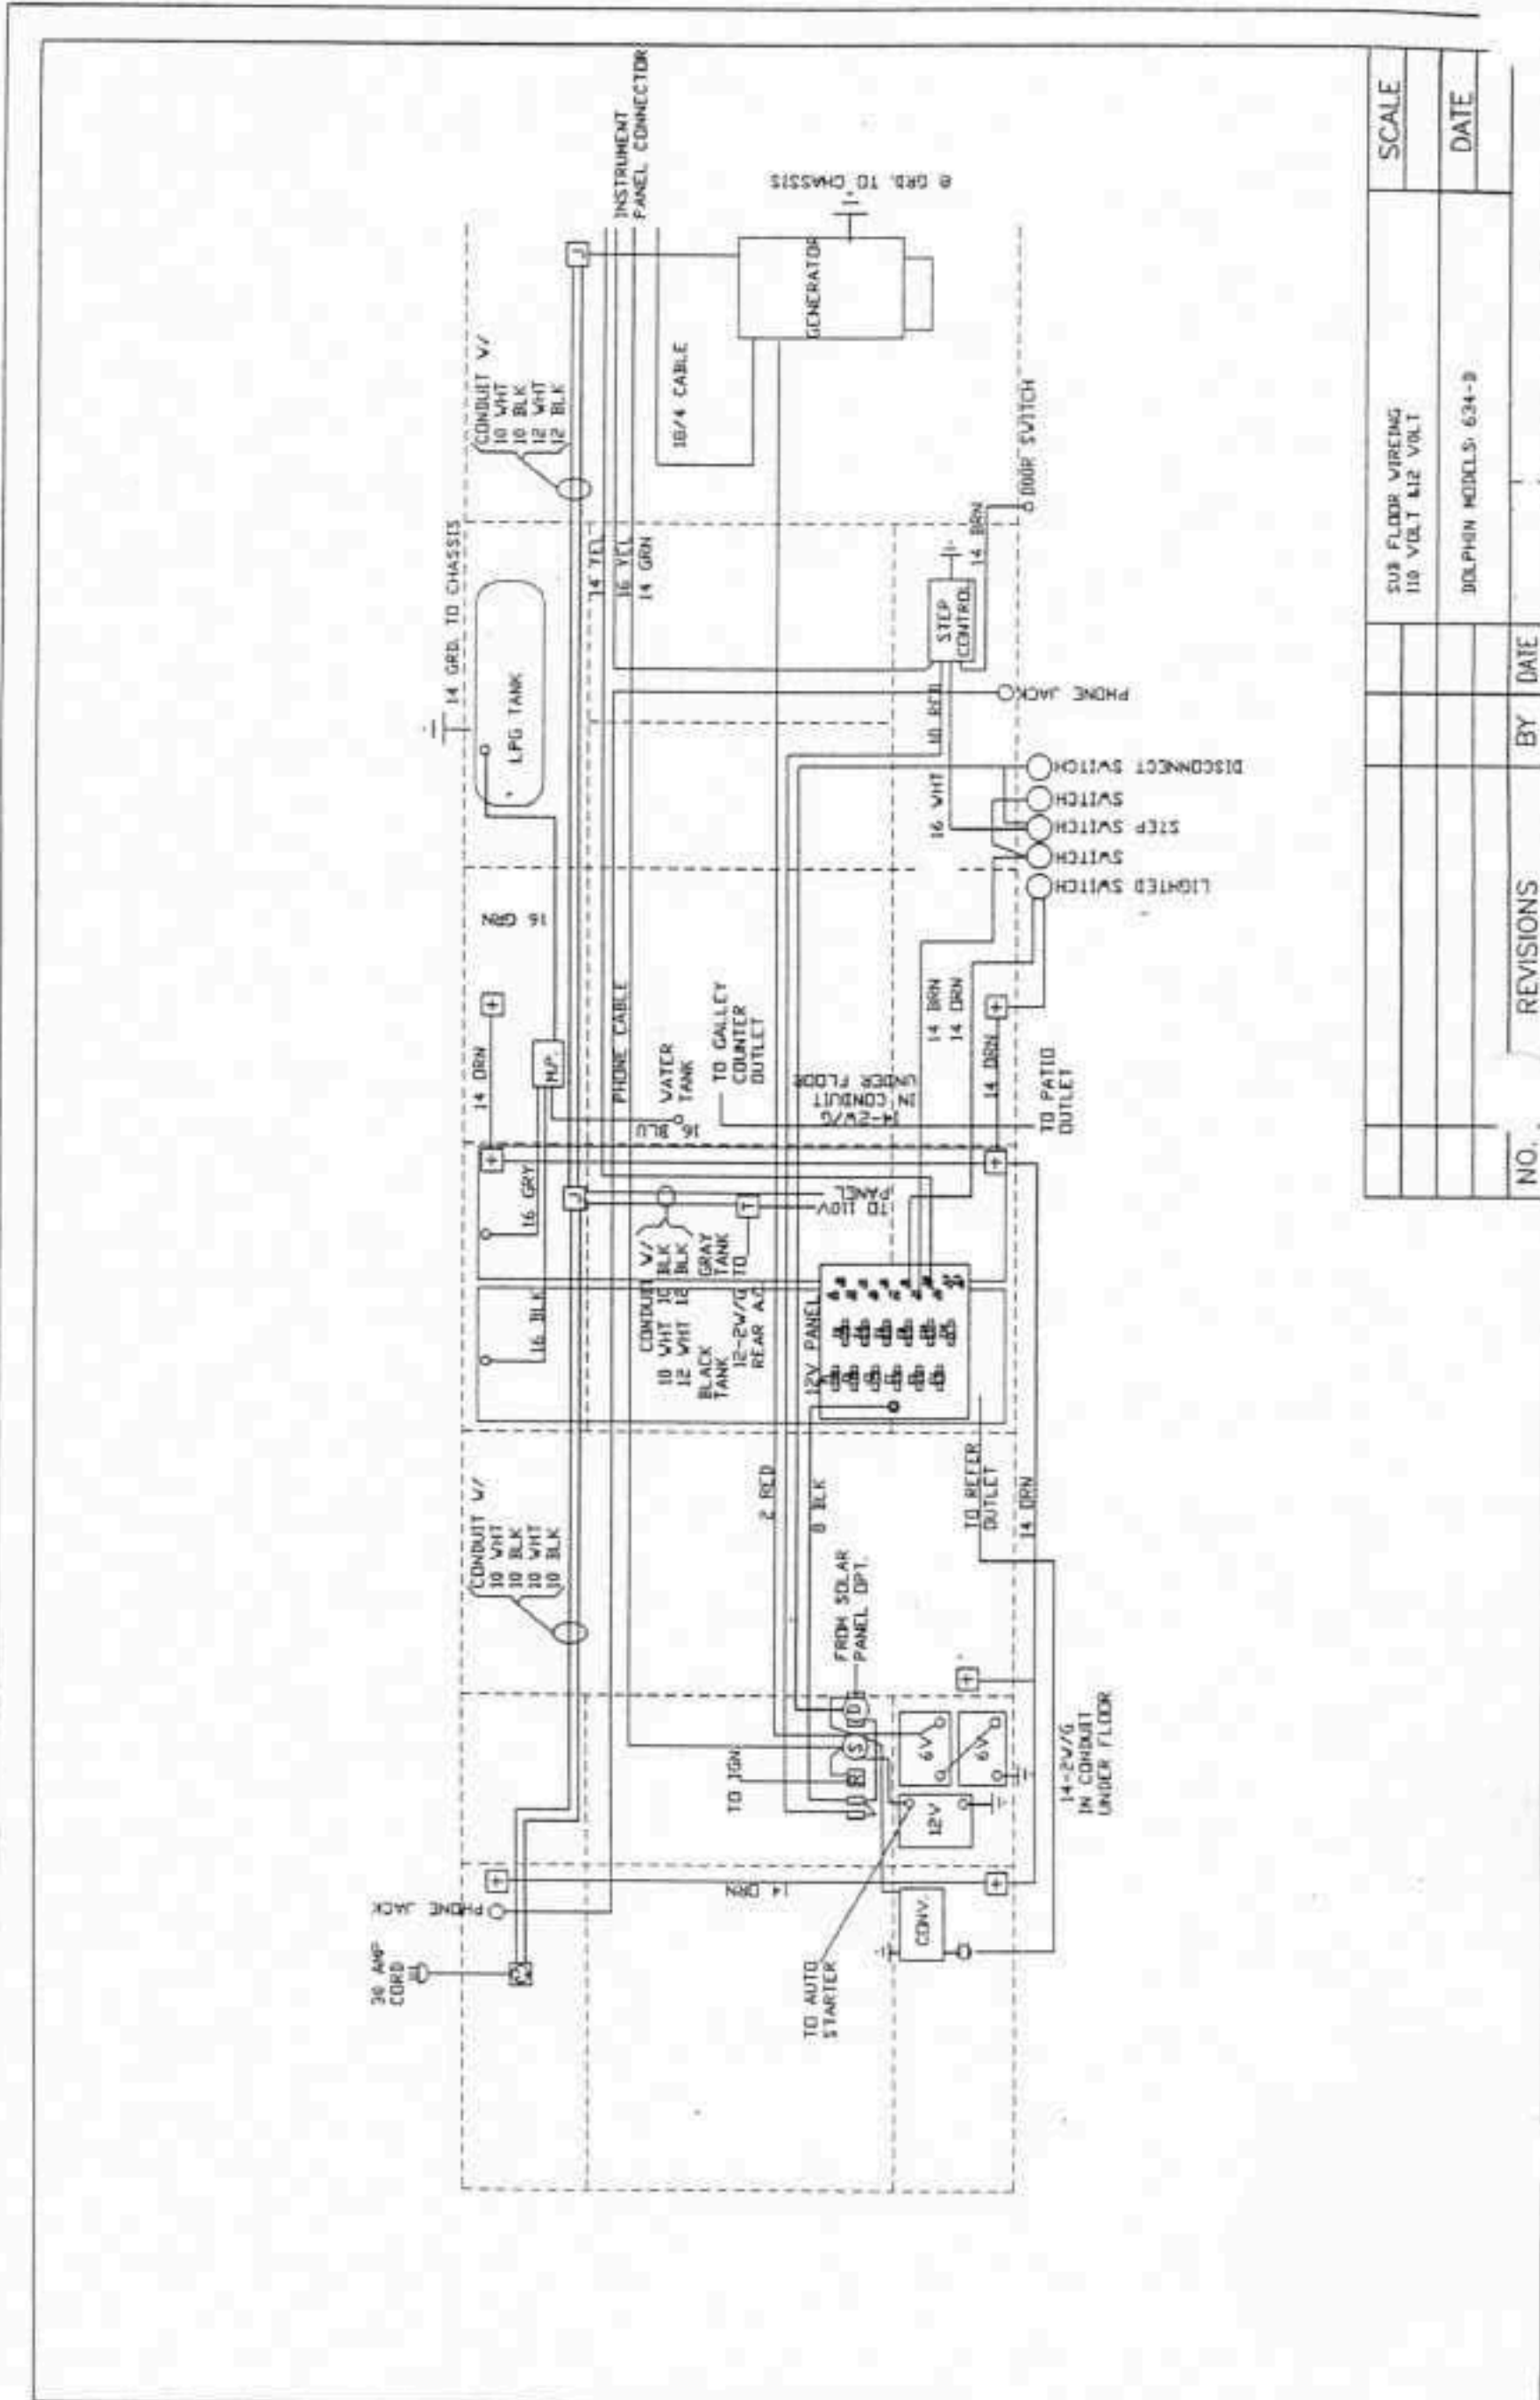 30 AMP
CORD
PHONE JACK
CONDUIT W/
10 WHT
10 BLK
10 WHT
10 BLK
14 GRD. TO CHASSIS
LPG TANK
CONDUIT W/
10 WHT
10 BLK
12 WHT
12 BLK
INSTRUMENT
PANEL CONNECTOR
J
16 GRN
14 ORN
M.P.
16 GRY
16 BLK
J
14 YEL
16 YEL
14 GRN
PHONE CABLE
WATER
TANK
16 BLU
CONDUIT W/
10 WHT 10 BLK
12 WHT 12 BLK
BLACK
TANK
GRAY
TANK
12-2W/G TO
REAR A/C
T
TO 110V
PANEL
TO GALLEY
COUNTER
OUTLET
14-2W/G
IN CONDUIT
UNDER FLOOR
18/4 CABLE
GENERATOR
8 GRD. TO CHASSIS
TO IGN
14 ORN
2 RED
8 BLK
12V PANEL
FROM SOLAR
PANEL OPT.
D
S
R
6V
6V
12V
CONV.
TO AUTO
STARTER
TO REFER
OUTLET
14 ORN
14-2W/G
IN CONDUIT
UNDER FLOOR
14 BRN
14 ORN
14 ORN
TO PATIO
OUTLET
16 WHT
10 RED
STEP
CONTROL
14 BRN
DOOR SWITCH
PHONE JACK
DISCONNECT SWITCH
SWITCH
STEP SWITCH
SWITCH
LIGHTED SWITCH
NO.
REVISIONS
BY
DATE
SUB FLOOR WIREING
110 VOLT &12 VOLT
DOLPHIN MODELS: 634-D
SCALE
DATE